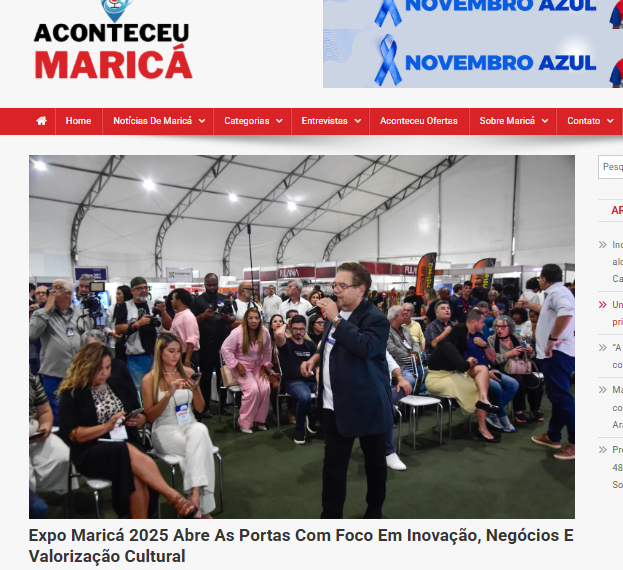 ACONTECEU
MARICÁ
NOVEMBRO AZUL
NOVEMBRO AZUL
Home
Notícias De Maricá
Categorias
Entrevistas
Aconteceu Ofertas
Sobre Maricá
Contato
Pesq
AR
Ino
alo
Ca
Un
pri
"A
co
Ma
co
Ara
Pre
48
So
FULANA
Expo Maricá 2025 Abre As Portas Com Foco Em Inovação, Negócios E
Valorização Cultural